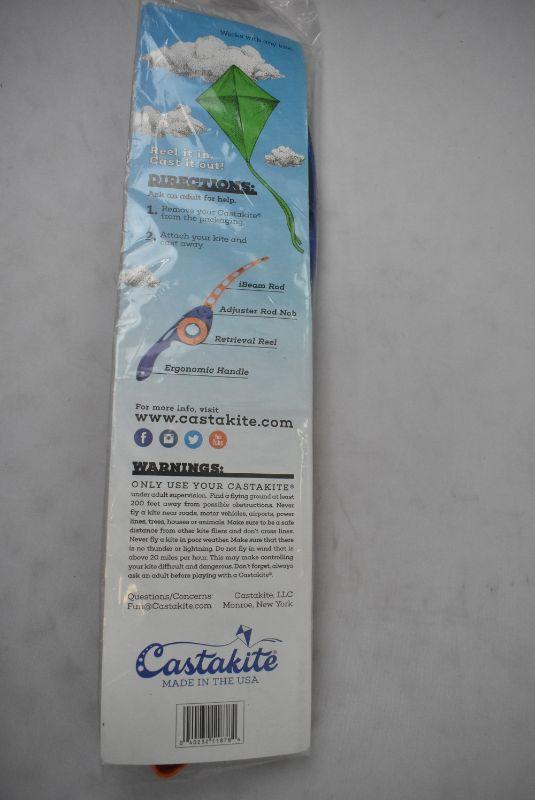 Works with any kite.
Reel it in.
Cast it out!
DIRECTIONS:
Ask an adult for help.
1. Remove your Castakite®
from the packaging.
2. Attach your kite and
cast away.
iBeam Rod
Adjuster Rod Nob
Retrieval Reel
Ergonomic Handle
For more info, visit
www.castakite.com
f
You
Tube
WARNINGS:
ONLY USE YOUR CASTAKITE®
under adult supervision. Find a flying ground at least
200 feet away from possible obstructions. Never
fly a kite near roads, motor vehicles, airports, power
lines, trees, houses or animals. Make sure to be a safe
distance from other kite fliers and don't cross lines.
Never fly a kite in poor weather. Make sure that there
is no thunder or lightning. Do not fly in wind that is
above 20 miles per hour. This may make controlling
your kite difficult and dangerous. Don't forget, always
ask an adult before playing with a Castakite®.
Questions/Concerns: Castakite, LLC
Fun@Castakite.com Monroe, New York
Castakite®
MADE IN THE USA